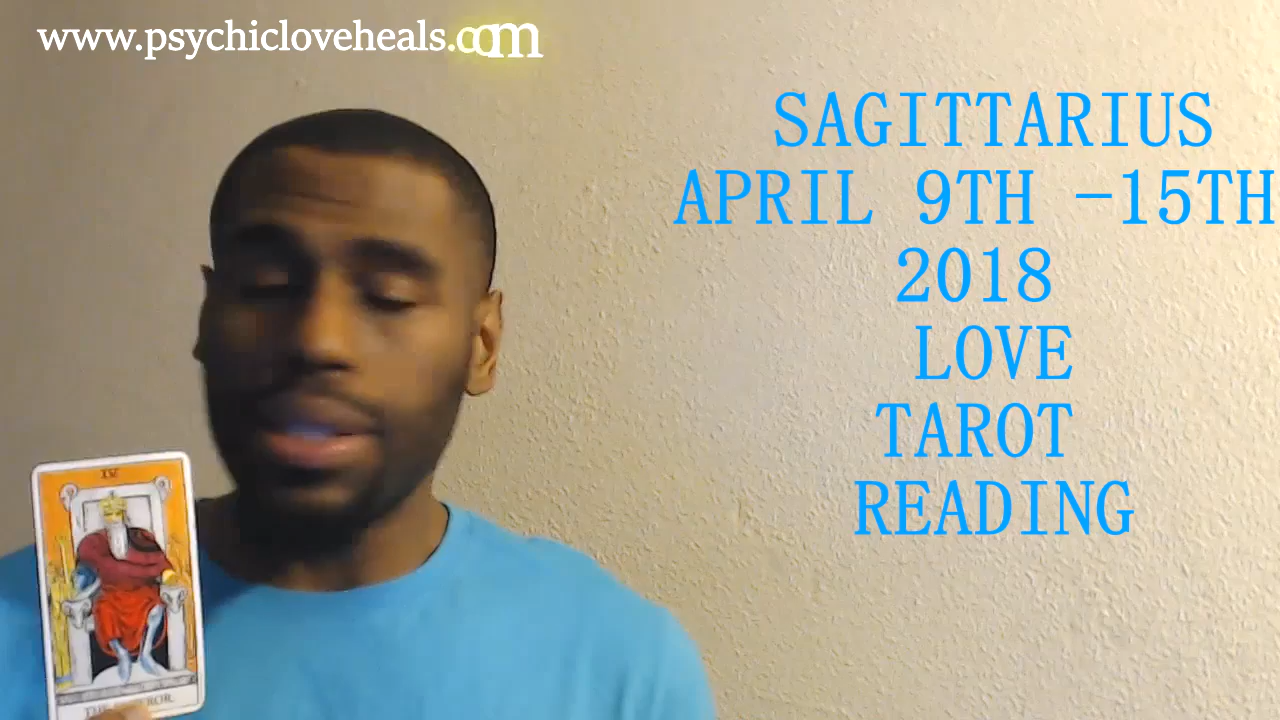 www.psychicloveheals.com
SAGITTARIUS
APRIL 9TH -15TH
2018
LOVE
TAROT
READING
IV